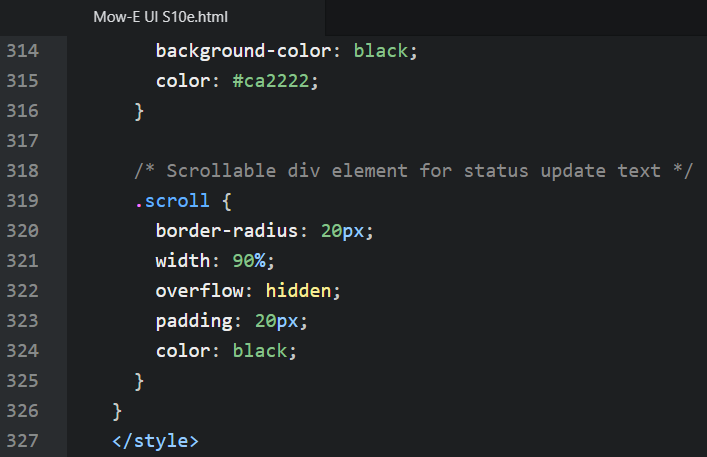 Mow-E UI S10e.html
314 background-color: black;
315 color: #ca2222;
316 }
317
318 /* Scrollable div element for status update text */
319 .scroll {
320 border-radius: 20px;
321 width: 90%;
322 overflow: hidden;
323 padding: 20px;
324 color: black;
325 }
326 }
327 </style>